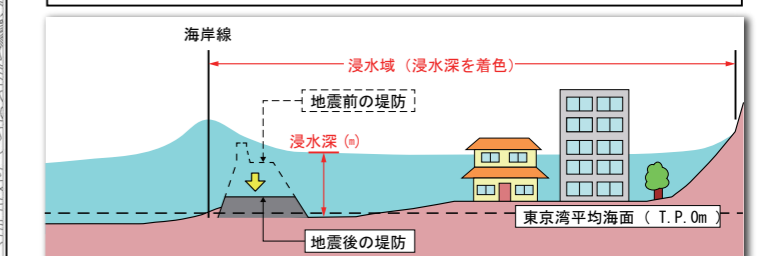 海岸線
浸水域（浸水深を着色）
地震前の堤防
浸水深(m)
東京湾平均海面（ T.P.0m ）
地震後の堤防